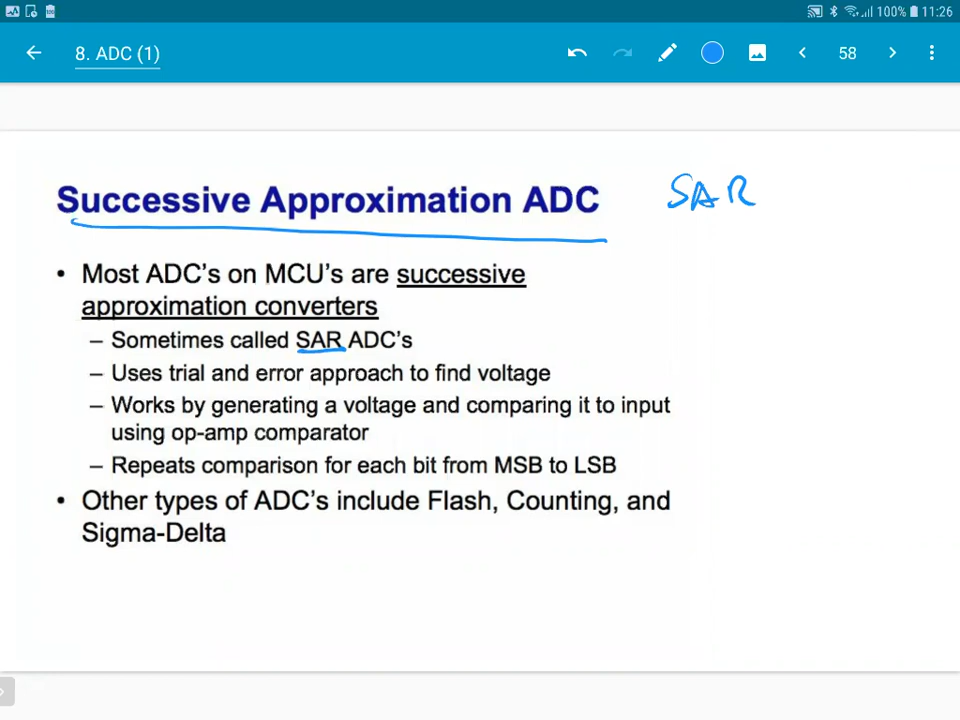 100% 11:26
8. ADC (1)
58
Successive Approximation ADC SAR
• Most ADC's on MCU's are successive
approximation converters
– Sometimes called SAR ADC's
– Uses trial and error approach to find voltage
– Works by generating a voltage and comparing it to input
using op-amp comparator
– Repeats comparison for each bit from MSB to LSB
• Other types of ADC's include Flash, Counting, and
Sigma-Delta